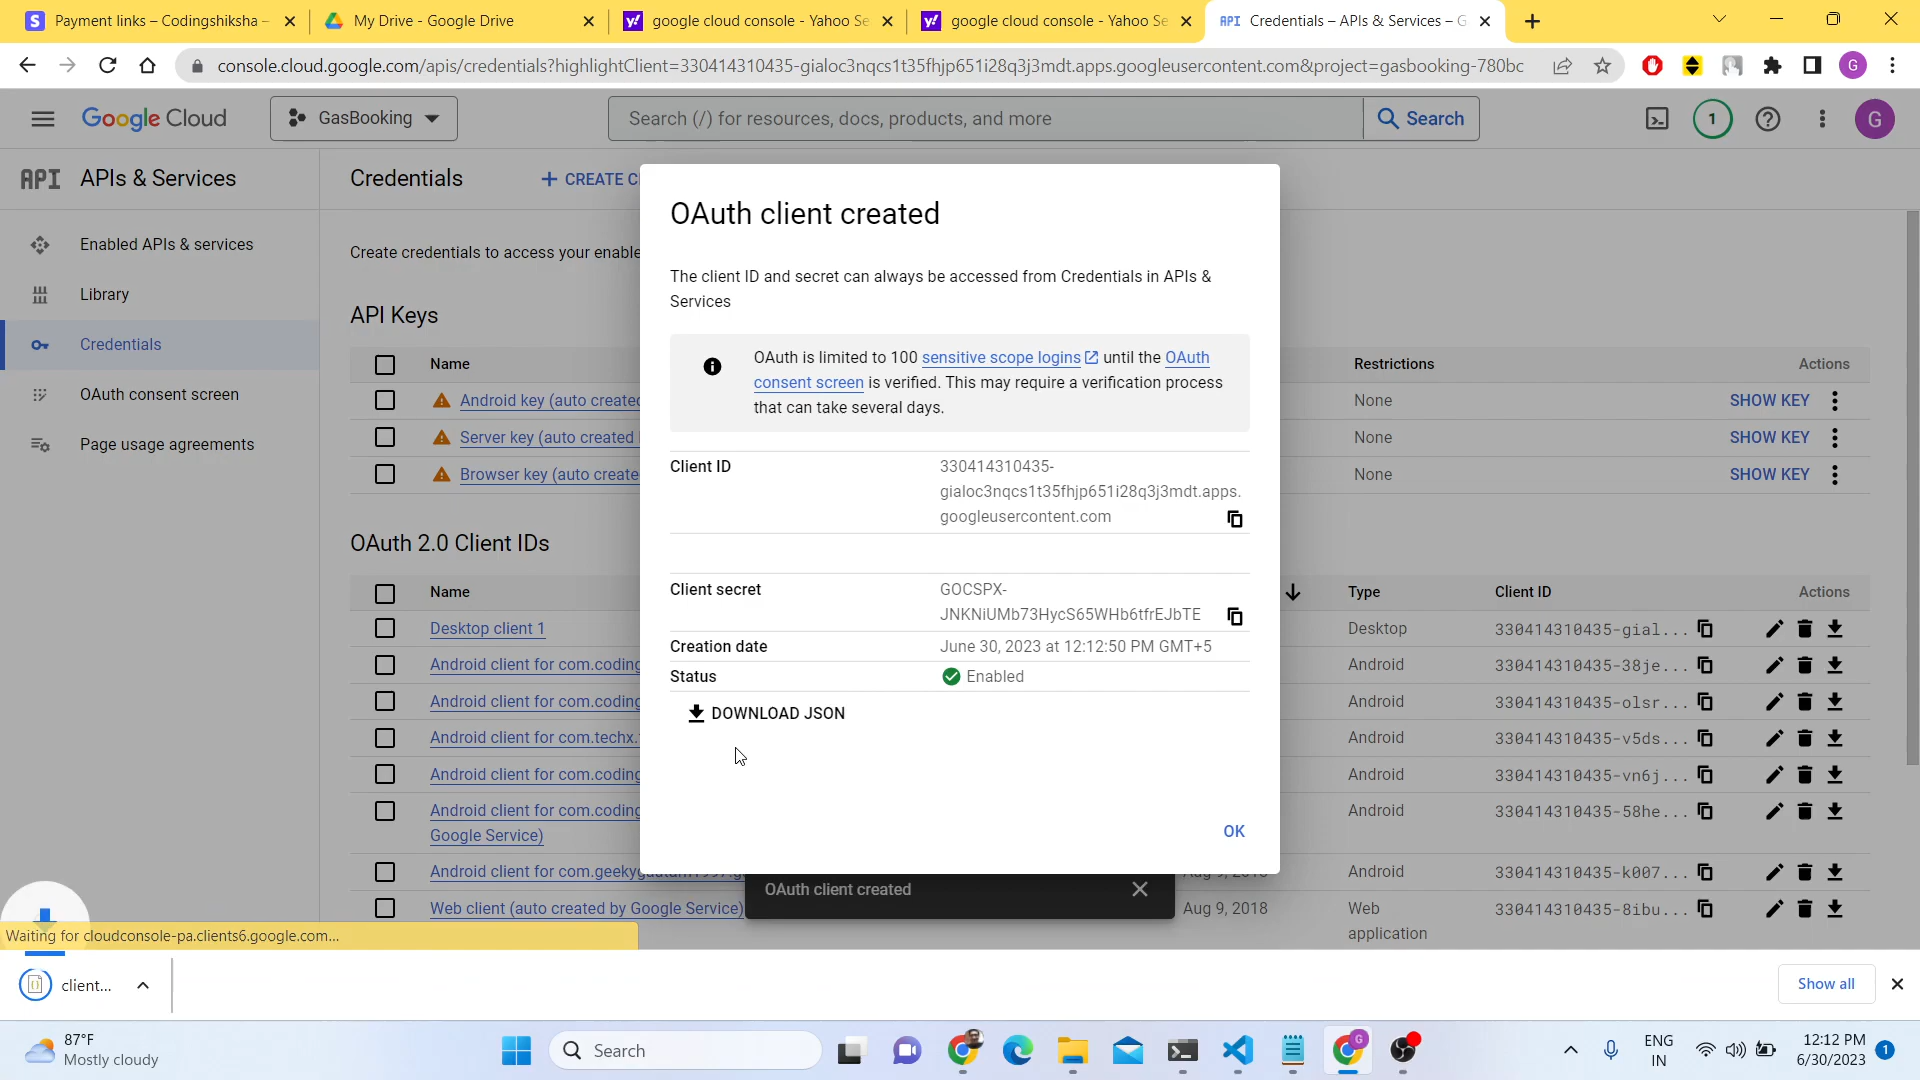 Payment links – Codingshiksha –
My Drive - Google Drive
google cloud console - Yahoo Se
google cloud console - Yahoo Se
API Credentials – APIs & Services – G
console.cloud.google.com/apis/credentials?highlightClient=330414310435-gialoc3nqcs1t35fhjp651i28q3j3mdt.apps.googleusercontent.com&project=gasbooking-780bc
G
Google Cloud
GasBooking
Search (/) for resources, docs, products, and more
Search
1
G
API APIs & Services
Enabled APIs & services
Library
Credentials
OAuth consent screen
Page usage agreements
Credentials
CREATE C
Create credentials to access your enable
API Keys
Name
Restrictions
Actions
Android key (auto created
None
SHOW KEY
Server key (auto created
None
SHOW KEY
Browser key (auto create
None
SHOW KEY
OAuth 2.0 Client IDs
Name
Type
Client ID
Actions
Desktop client 1
Desktop
330414310435-gial...
Android client for com.coding
Android
330414310435-38je...
Android client for com.coding
Android
330414310435-olsr...
Android client for com.techx.
Android
330414310435-v5ds...
Android client for com.coding
Android
330414310435-vn6j...
Android client for com.coding
Google Service)
Android
330414310435-58he...
Android client for com.geekygautam1997.g
Aug 9, 2018
Android
330414310435-k007...
Web client (auto created by Google Service)
Aug 9, 2018
Web
application
330414310435-8ibu...
OAuth client created
The client ID and secret can always be accessed from Credentials in APIs &
Services
OAuth is limited to 100 sensitive scope logins until the OAuth
consent screen is verified. This may require a verification process
that can take several days.
Client ID
330414310435-
gialoc3nqcs1t35fhjp651i28q3j3mdt.apps.
googleusercontent.com
Client secret
GOCSPX-
JNKNiUMb73HycS65WHb6tfrEJbTE
Creation date
June 30, 2023 at 12:12:50 PM GMT+5
Status
Enabled
DOWNLOAD JSON
OK
OAuth client created
Waiting for cloudconsole-pa.clients6.google.com...
client...
Show all
87°F
Mostly cloudy
Search
G
ENG
IN
12:12 PM
6/30/2023
1